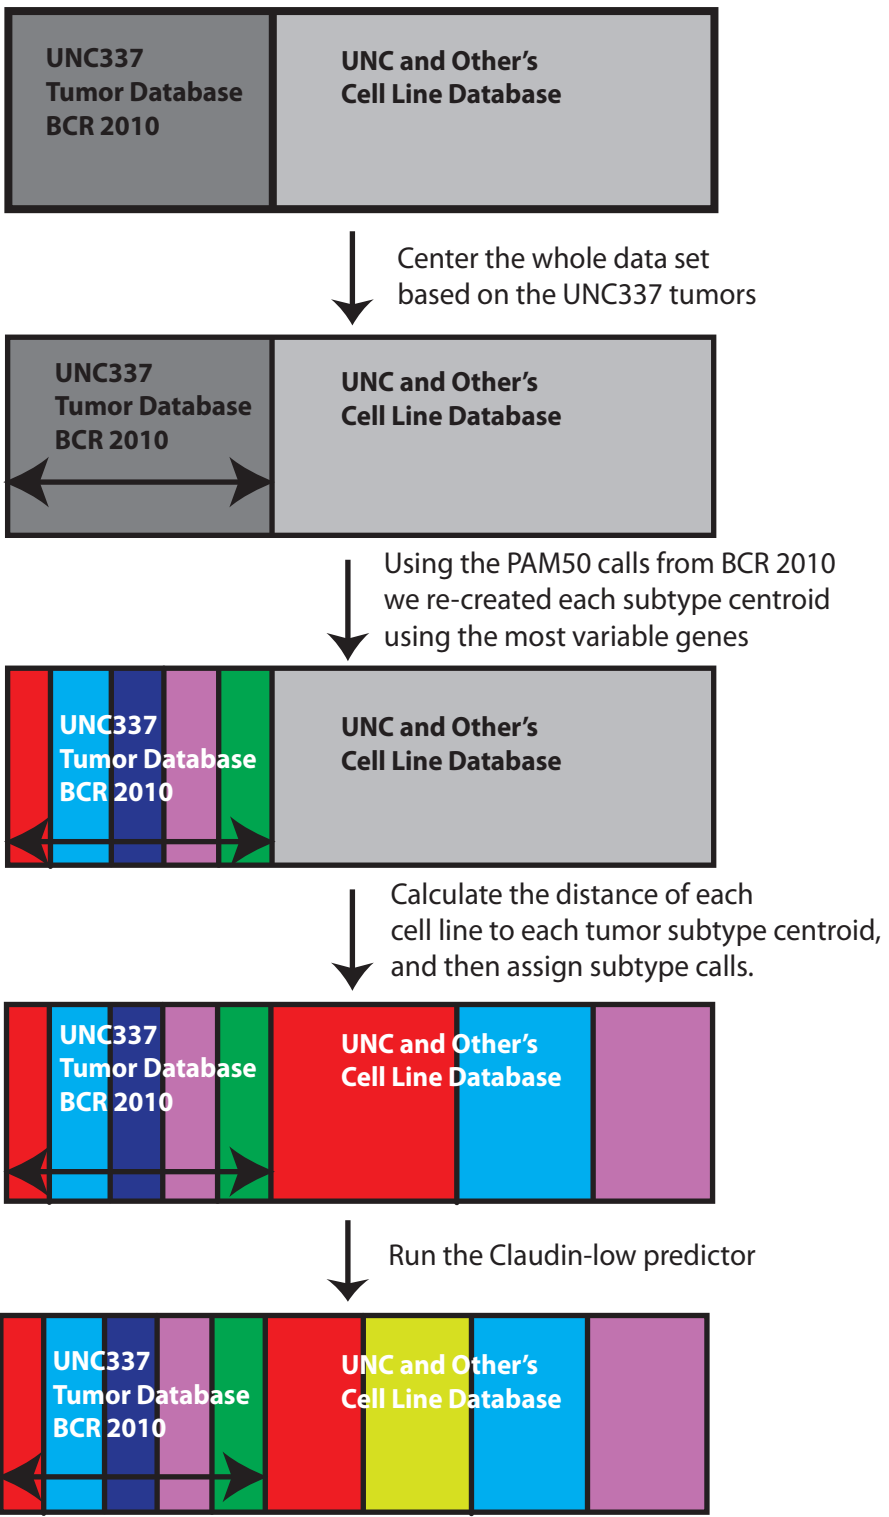 UNC337
Tumor Database
BCR 2010
UNC and Other's
Cell Line Database
Center the whole data set
based on the UNC337 tumors
UNC337
Tumor Database
BCR 2010
UNC and Other's
Cell Line Database
Using the PAM50 calls from BCR 2010
we re-created each subtype centroid
using the most variable genes
UNC337
Tumor Database
BCR 2010
UNC and Other's
Cell Line Database
Calculate the distance of each
cell line to each tumor subtype centroid,
and then assign subtype calls.
UNC337
Tumor Database
BCR 2010
UNC and Other's
Cell Line Database
Run the Claudin-low predictor
UNC337
Tumor Database
BCR 2010
UNC and Other's
Cell Line Database